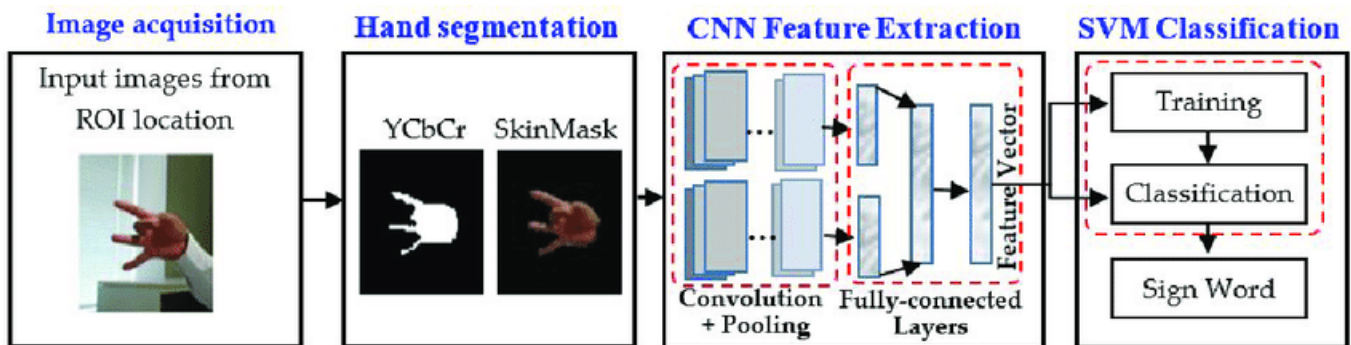 Image acquisition
Input images from
ROI location
Hand segmentation
YCbCr
SkinMask
CNN Feature Extraction
...
...
Feature Vector
Convolution
+ Pooling
Fully-connected
Layers
SVM Classification
Training
Classification
Sign Word